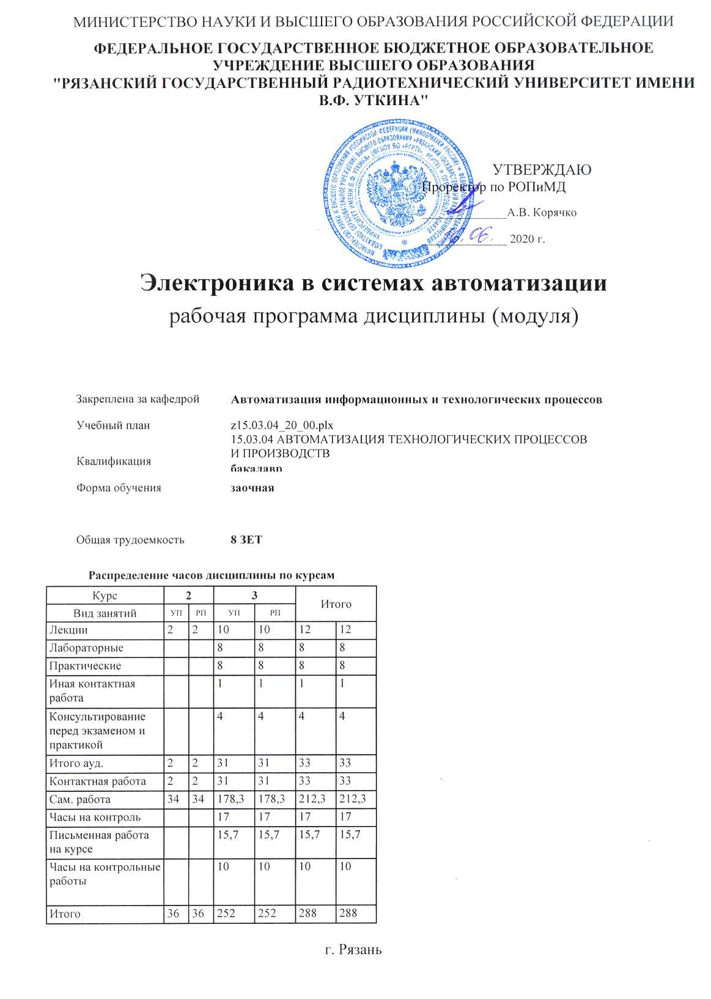 МИНИСТЕРСТВО НАУКИ И ВЫСШЕГО ОБРАЗОВАНИЯ РОССИЙСКОЙ ФЕДЕРАЦИИ
ФЕДЕРАЛЬНОЕ ГОСУДАРСТВЕННОЕ БЮДЖЕТНОЕ ОБРАЗОВАТЕЛЬНОЕ
УЧРЕЖДЕНИЕ ВЫСШЕГО ОБРАЗОВАНИЯ
"РЯЗАНСКИЙ ГОСУДАРСТВЕННЫЙ РАДИОТЕХНИЧЕСКИЙ УНИВЕРСИТЕТ ИМЕНИ
В.Ф. УТКИНА"
УТВЕРЖДАЮ
Проректор по РОПиМД
А.В. Корячко
06. 2020 г.
Электроника в системах автоматизации
рабочая программа дисциплины (модуля)
Закреплена за кафедрой Автоматизация информационных и технологических процессов
Учебный план z15.03.04_20_00.plx
15.03.04 АВТОМАТИЗАЦИЯ ТЕХНОЛОГИЧЕСКИХ ПРОЦЕССОВ
И ПРОИЗВОДСТВ
Квалификация бакалавр
Форма обучения заочная
Общая трудоемкость 8 ЗЕТ
Распределение часов дисциплины по курсам
Курс 2 3 Итого
Вид занятий УП РП УП РП
Лекции 2 2 10 10 12 12
Лабораторные 8 8 8 8
Практические 8 8 8 8
Иная контактная 1 1 1 1
работа
Консультирование 4 4 4 4
перед экзаменом и
практикой
Итого ауд. 2 2 31 31 33 33
Контактная работа 2 2 31 31 33 33
Сам. работа 34 34 178,3 178,3 212,3 212,3
Часы на контроль 17 17 17 17
Письменная работа 15,7 15,7 15,7 15,7
на курсе
Часы на контрольные 10 10 10 10
работы
Итого 36 36 252 252 288 288
г. Рязань